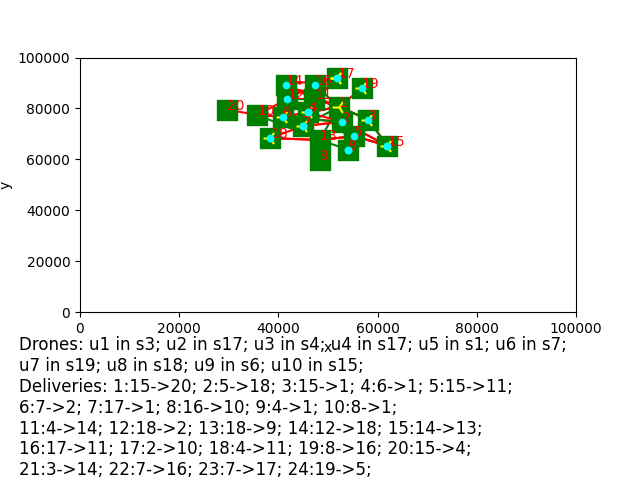 100000
80000
60000
40000
20000
0
y
20
17
19
15
0 20000 40000 60000 80000 100000
x
Drones: u1 in s3; u2 in s17; u3 in s4; u4 in s17; u5 in s1; u6 in s7;
u7 in s19; u8 in s18; u9 in s6; u10 in s15;
Deliveries: 1:15->20; 2:5->18; 3:15->1; 4:6->1; 5:15->11;
6:7->2; 7:17->1; 8:16->10; 9:4->1; 10:8->1;
11:4->14; 12:18->2; 13:18->9; 14:12->18; 15:14->13;
16:17->11; 17:2->10; 18:4->11; 19:8->16; 20:15->4;
21:3->14; 22:7->16; 23:7->17; 24:19->5;